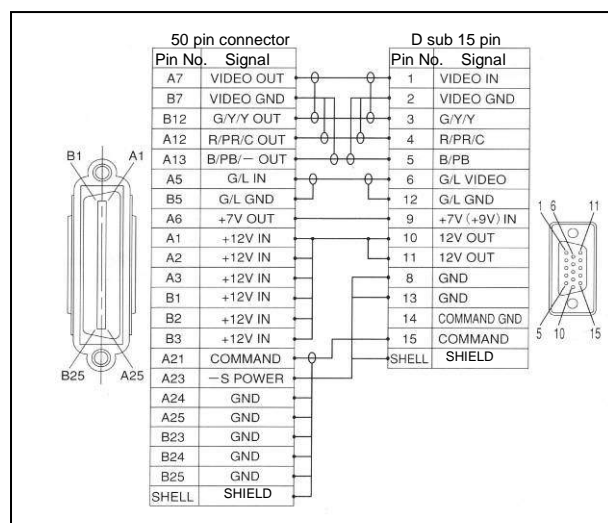 50 pin connector
Pin No. Signal
A7 VIDEO OUT
B7 VIDEO GND
B12 G/Y/Y OUT
A12 R/PR/C OUT
A13 B/PB/− OUT
A5 G/L IN
B5 G/L GND
A6 +7V OUT
A1 +12V IN
A2 +12V IN
A3 +12V IN
B1 +12V IN
B2 +12V IN
B3 +12V IN
A21 COMMAND
A23 −S POWER
A24 GND
A25 GND
B23 GND
B24 GND
B25 GND
SHELL SHIELD
D sub 15 pin
Pin No. Signal
1 VIDEO IN
2 VIDEO GND
3 G/Y/Y
4 R/PR/C
5 B/PB
6 G/L VIDEO
12 G/L GND
9 +7V (+9V) IN
10 12V OUT
11 12V OUT
8 GND
13 GND
14 COMMAND GND
15 COMMAND
SHELL SHIELD
B1 A1
B25 A25
1 6 11
5 10 15